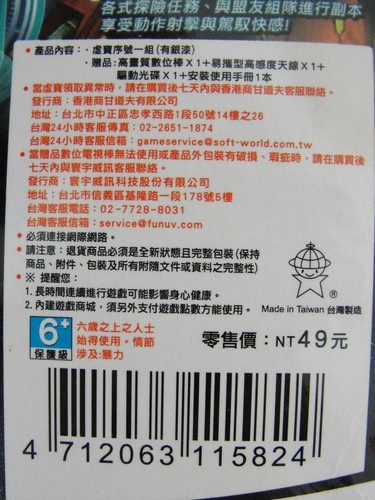 各式探險任務、與盟友組隊進行副本
享受動作射擊與駕馭快感!
•產品內容：‧虛寶序號一組(有銀漆)
‧贈品:高畫質數位棒X1+易攜型高感度天線X1+
驅動光碟X1+安裝使用手冊1本
•當虛寶領取異常時，請在購買後七天內與香港商甘道夫客服聯絡。
發行商：香港商甘道夫有限公司
地址：台北市中正區忠孝西路1段50號14樓之26
台灣24小時客服傳真：02-2651-1874
台灣24小時客服信箱：gameservice@soft-world.com.tw
•當贈品數位電視棒無法使用或產品外包裝有破損、瑕疵時，請在購買後
七天內與寰宇威訊客服聯絡。
發行商：寰宇威訊科技股份有限公司
地址：台北市信義區基隆路一段178號5樓
台灣客服電話：02-7728-8031
台灣客服信箱：service@funuv.com
•必須連接網際網路。
•請注意：退貨商品必須是全新狀態且完整包裝(保持
商品、附件、包裝及所有附隨文件或資料之完整性)
•※ 提醒您：
1.長時間連續進行遊戲可能影響身心健康。
2.內建遊戲商城，須另外支付遊戲點數方能使用。
®
Made in Taiwan 台灣製造
6+
保護級
六歲之上之人士
始得使用。情節
涉及:暴力
零售價：NT 49元
4 712063 115824